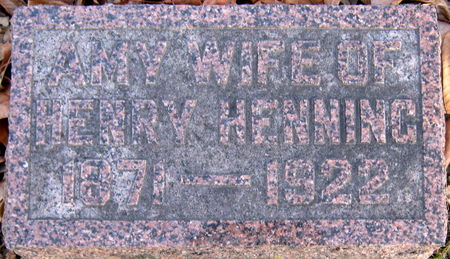 AMY WIFE OF
HENRY HENNING
1871—1922.